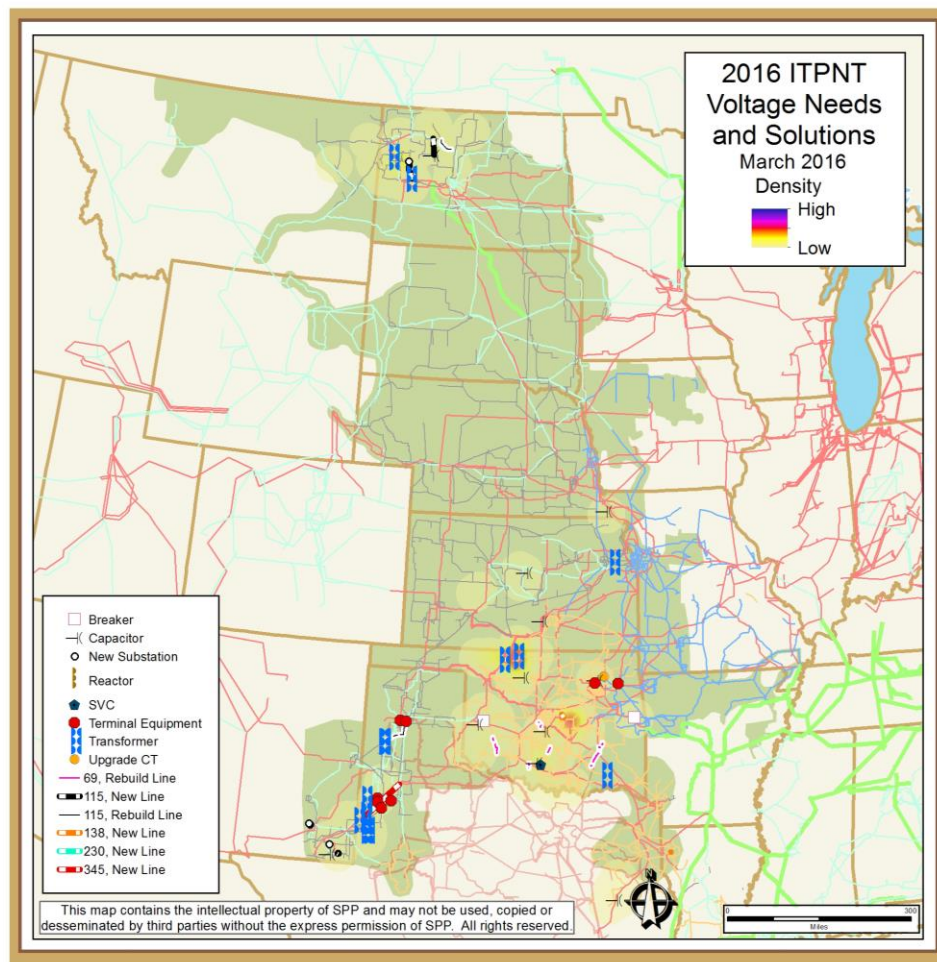 2016 ITPNT
Voltage Needs
and Solutions
March 2016
Density
High
Low
Breaker
Capacitor
New Substation
Reactor
SVC
Terminal Equipment
Transformer
Upgrade CT
69, Rebuild Line
115, New Line
115, Rebuild Line
138, New Line
230, New Line
345, New Line
N
0
300
Miles
This map contains the intellectual property of SPP and may not be used, copied or
desseminated by third parties without the express permission of SPP. All rights reserved.